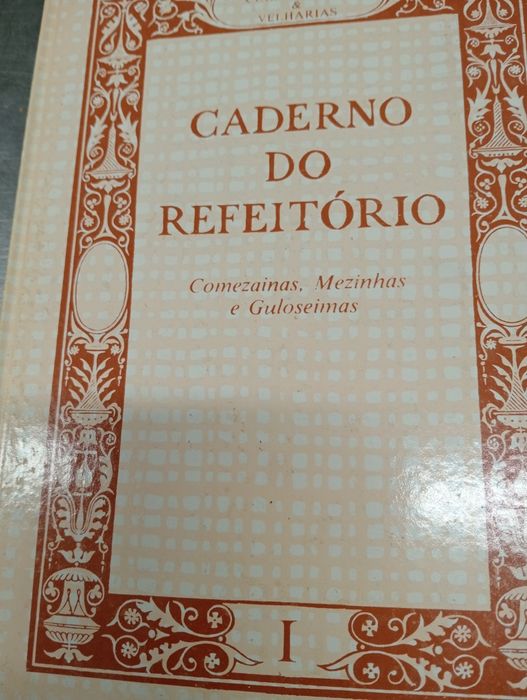 &
VELHARIAS
CADERNO
DO
REFEITÓRIO
Comezainas, Mezinhas
e Guloseimas
I